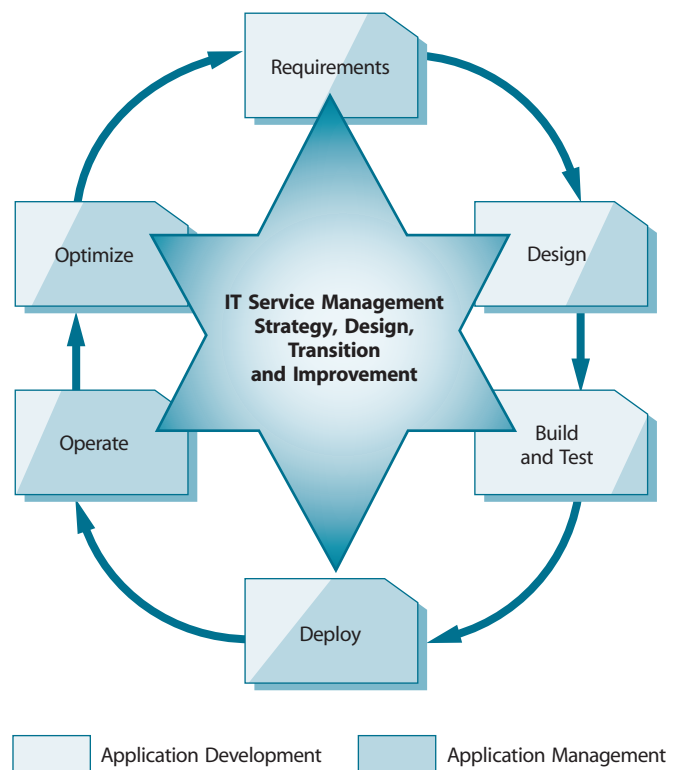 Requirements
Optimize
Design
IT Service Management
Strategy, Design,
Transition
and Improvement
Operate
Build
and Test
Deploy
Application Development
Application Management